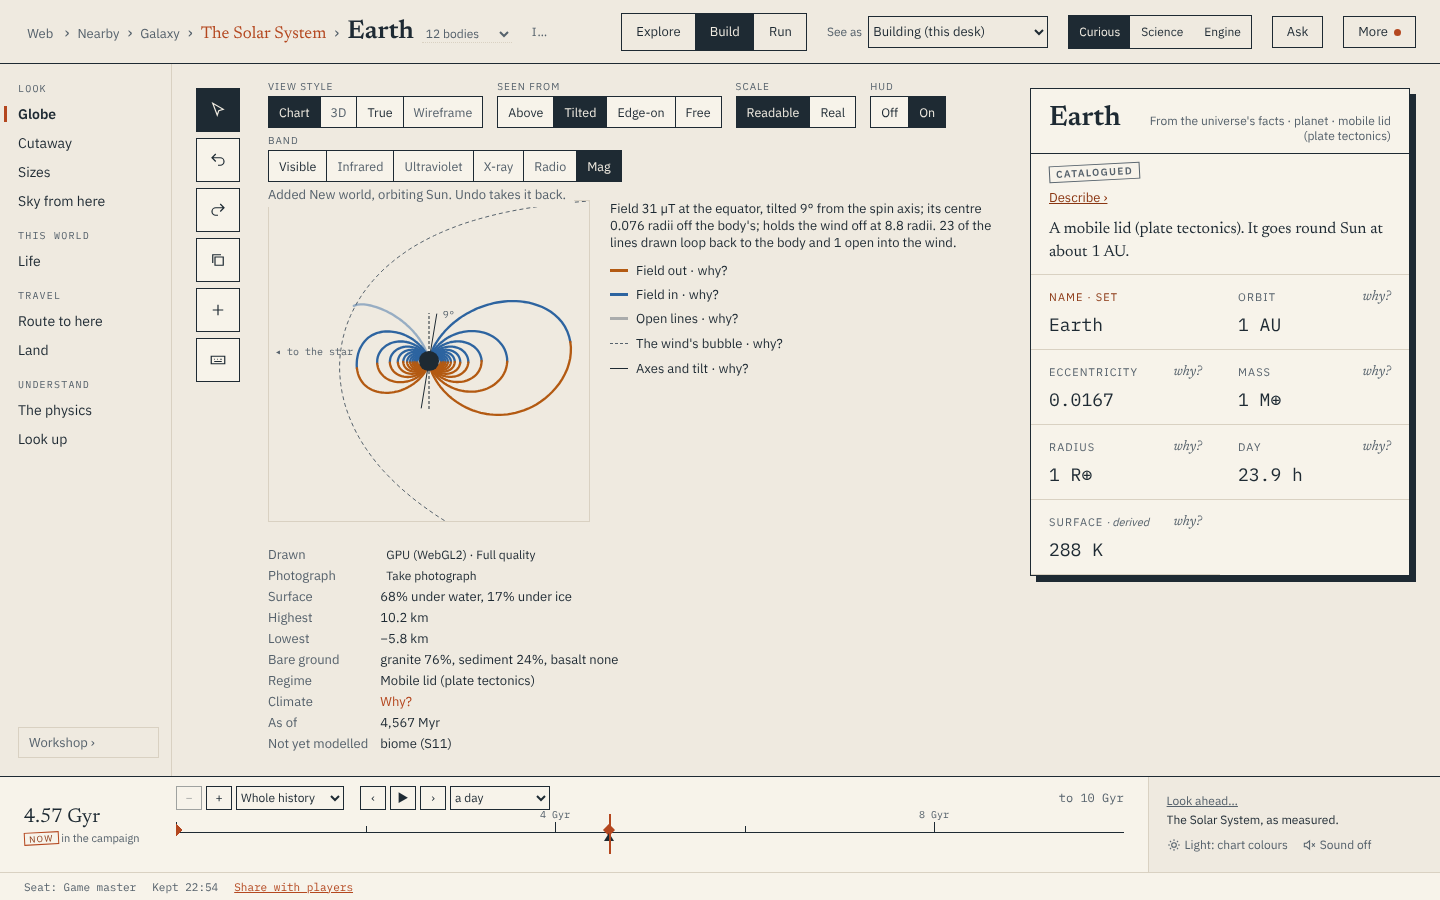 Web › Nearby › Galaxy › The Solar System › Earth 12 bodies I...
Explore Build Run
See as Building (this desk)
Curious Science Engine
Ask
More
LOOK
Globe
Cutaway
Sizes
Sky from here
THIS WORLD
Life
TRAVEL
Route to here
Land
UNDERSTAND
The physics
Look up
Workshop ›
VIEW STYLE
Chart 3D True Wireframe
SEEN FROM
Above Tilted Edge-on Free
SCALE
Readable Real
HUD
Off On
BAND
Visible Infrared Ultraviolet X-ray Radio Mag
Added New world, orbiting Sun. Undo takes it back.
9°
◂ to the star
Field 31 µT at the equator, tilted 9° from the spin axis; its centre
0.076 radii off the body's; holds the wind off at 8.8 radii. 23 of the
lines drawn loop back to the body and 1 open into the wind.
Field out · why?
Field in · why?
Open lines · why?
The wind's bubble · why?
Axes and tilt · why?
Drawn GPU (WebGL2) · Full quality
Photograph Take photograph
Surface 68% under water, 17% under ice
Highest 10.2 km
Lowest −5.8 km
Bare ground granite 76%, sediment 24%, basalt none
Regime Mobile lid (plate tectonics)
Climate Why?
As of 4,567 Myr
Not yet modelled biome (S11)
Earth
From the universe's facts · planet · mobile lid
(plate tectonics)
CATALOGUED
Describe ›
A mobile lid (plate tectonics). It goes round Sun at
about 1 AU.
NAME · SET
Earth
ORBIT why?
1 AU
ECCENTRICITY why?
0.0167
MASS why?
1 M⊕
RADIUS why?
1 R⊕
DAY why?
23.9 h
SURFACE · derived why?
288 K
4.57 Gyr
NOW in the campaign
− + Whole history ‹ ▶ › a day
to 10 Gyr
4 Gyr
8 Gyr
Look ahead...
The Solar System, as measured.
Light: chart colours Sound off
Seat: Game master Kept 22:54 Share with players